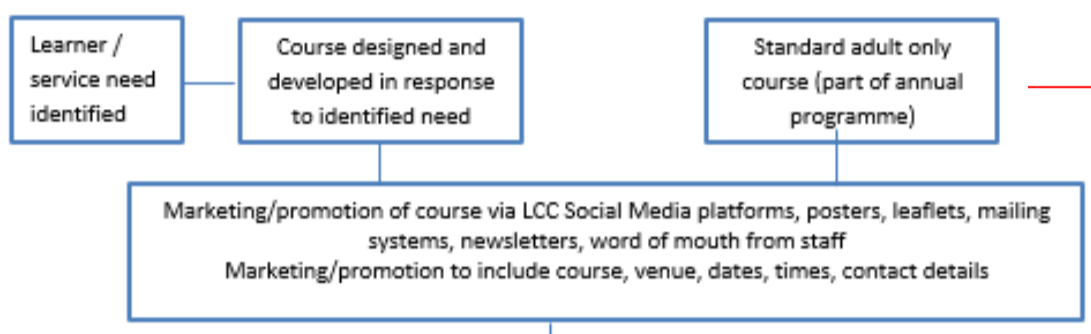 Learner /
service need
identified
Course designed and
developed in response
to identified need
Standard adult only
course (part of annual
programme)
Marketing/promotion of course via LCC Social Media platforms, posters, leaflets, mailing
systems, newsletters, word of mouth from staff
Marketing/promotion to include course, venue, dates, times, contact details